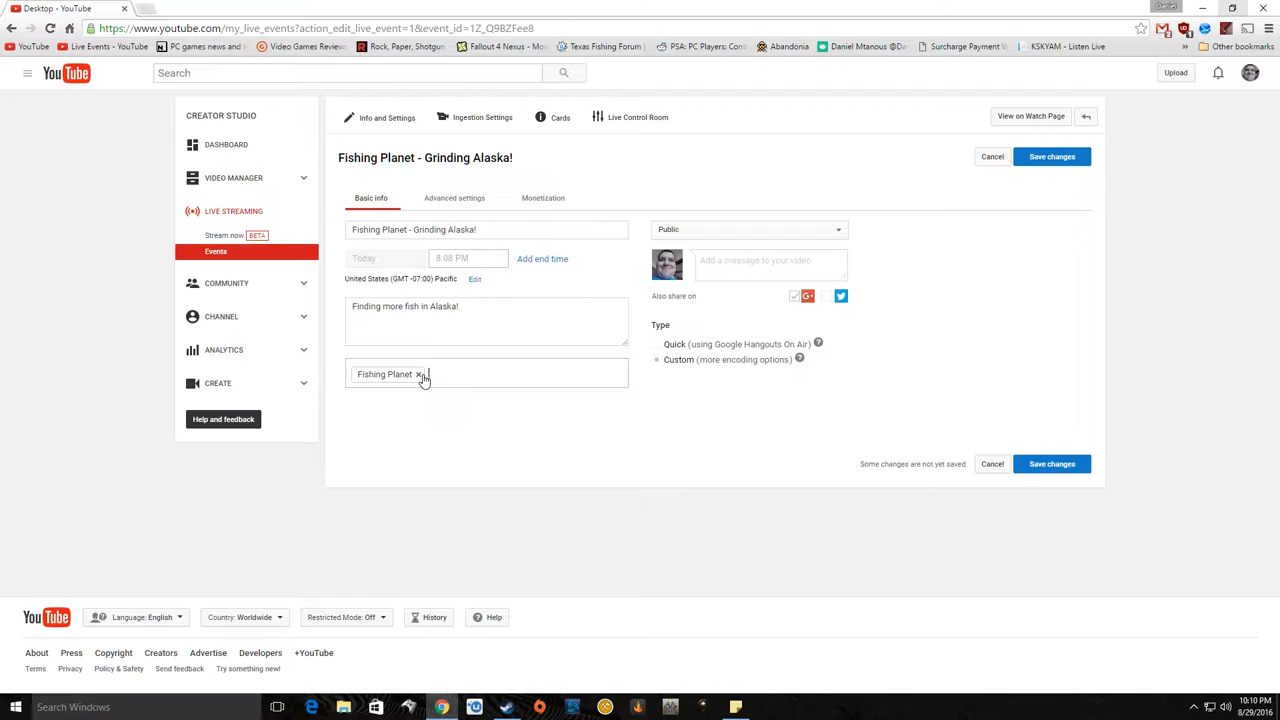 Desktop - YouTube
Daniel
https://www.youtube.com/my_live_events?action_edit_live_event=1&event_id=1Z_Q9BZFee8
YouTube Live Events - YouTube PC games news and r Video Games Reviews Rock, Paper, Shotgun Fallout 4 Nexus - Mo Texas Fishing Forum | PSA: PC Players: Cons Abandonia Daniel Mtanous @Da Surcharge Payment W KSKYAM - Listen Live » Other bookmarks
YouTube Search Upload
CREATOR STUDIO
DASHBOARD
VIDEO MANAGER
LIVE STREAMING
Stream now BETA
Events
COMMUNITY
CHANNEL
ANALYTICS
CREATE
Help and feedback
Info and Settings Ingestion Settings Cards Live Control Room View on Watch Page
Fishing Planet - Grinding Alaska! Cancel Save changes
Basic info Advanced settings Monetization
Fishing Planet - Grinding Alaska!
Today 8:08 PM Add end time
United States (GMT -07:00) Pacific Edit
Finding more fish in Alaska!
Fishing Planet ×
Public
Add a message to your video
Also share on G+
Type
Quick (using Google Hangouts On Air) ?
Custom (more encoding options) ?
Some changes are not yet saved. Cancel Save changes
YouTube Language: English Country: Worldwide Restricted Mode: Off History Help
About Press Copyright Creators Advertise Developers +YouTube
Terms Privacy Policy & Safety Send feedback Try something new!
Search Windows
10:10 PM
8/29/2016